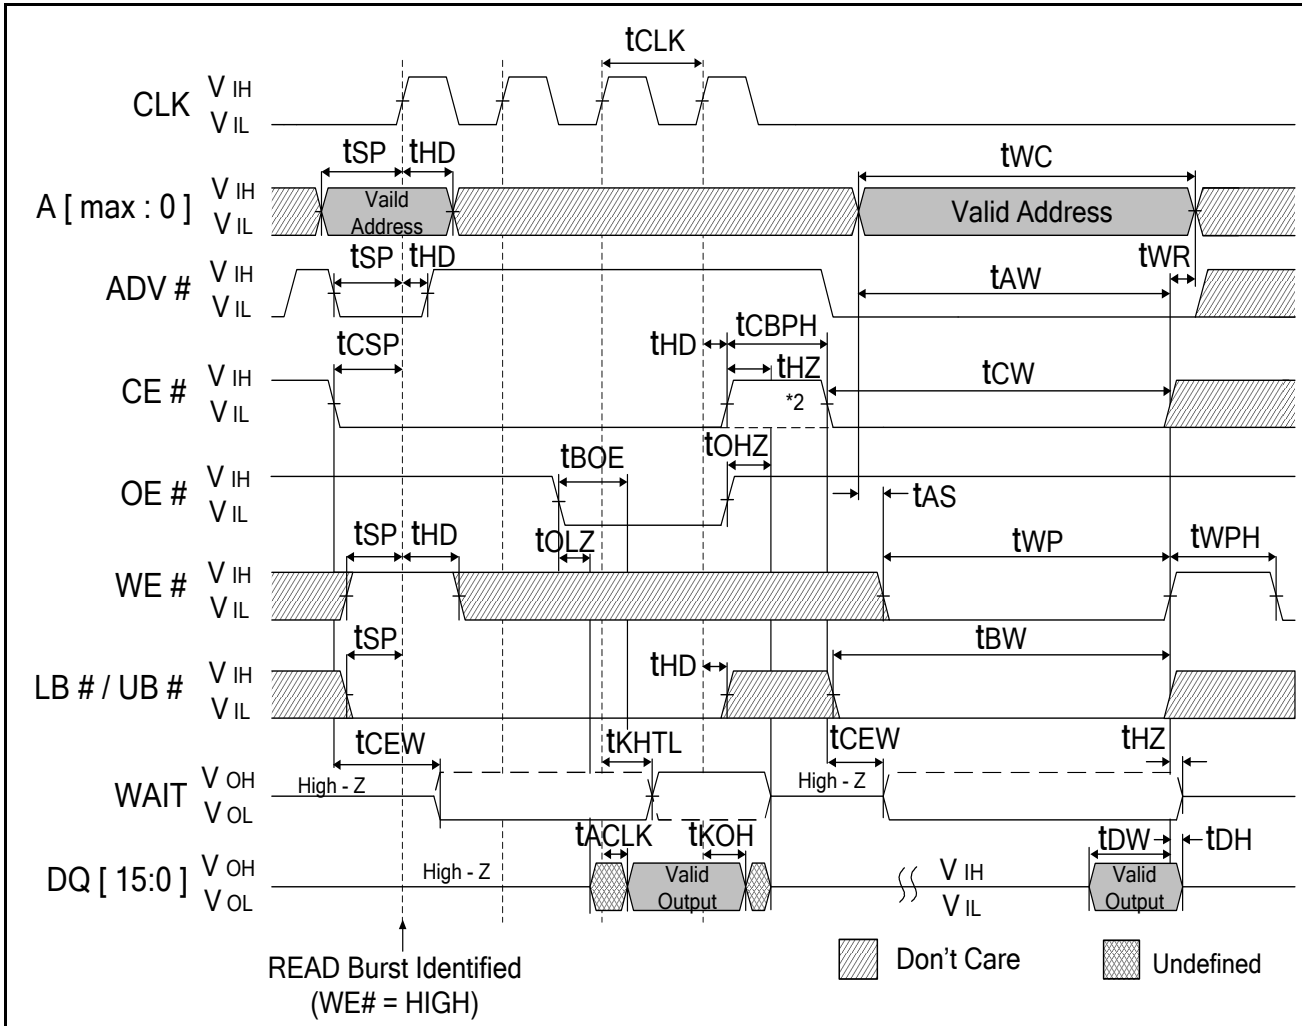 tCLK
CLK
V IH
V IL
tSP
tHD
tWC
A [ max : 0 ]
V IH
V IL
Vaild
Address
Valid Address
tSP
tHD
tWR
ADV #
V IH
V IL
tAW
tCSP
tHD
tCBPH
CE #
V IH
V IL
tHZ
*2
tCW
tBOE
tOHZ
OE #
V IH
V IL
tAS
tSP
tHD
tOLZ
tWP
tWPH
WE #
V IH
V IL
tSP
tHD
tBW
LB # / UB #
V IH
V IL
tCEW
tKHTL
tCEW
tHZ
WAIT
V OH
V OL
High - Z
High - Z
tACLK
tKOH
tDW
tDH
DQ [ 15:0 ]
V OH
V OL
High - Z
Valid
Output
V IH
V IL
Valid
Output
READ Burst Identified
(WE# = HIGH)
Don't Care
Undefined